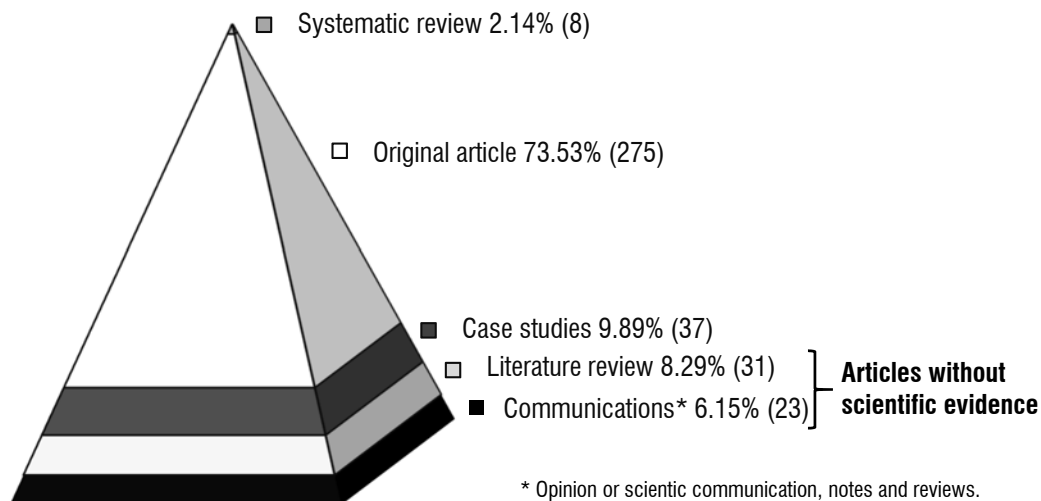 Systematic review 2.14% (8)
Original article 73.53% (275)
Case studies 9.89% (37)
Literature review 8.29% (31)
Communications* 6.15% (23)
Articles without
scientific evidence
* Opinion or scientic communication, notes and reviews.